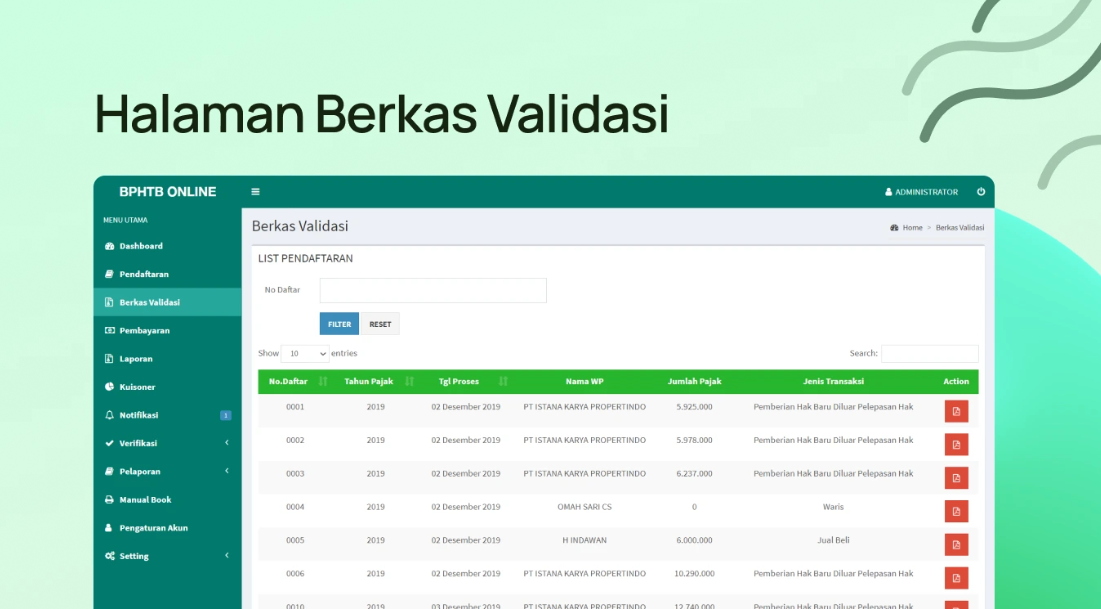 Halaman Berkas Validasi
BPHTB ONLINE
ADMINISTRATOR
MENU UTAMA
Dashboard
Pendaftaran
Berkas Validasi
Pembayaran
Laporan
Kuisoner
Notifikasi 1
Verifikasi
Pelaporan
Manual Book
Pengaturan Akun
Setting
Berkas Validasi
Home > Berkas Validasi
LIST PENDAFTARAN
No Daftar
FILTER RESET
Show 10 entries Search:
No.Daftar Tahun Pajak Tgl Proses Nama WP Jumlah Pajak Jenis Transaksi Action
0001 2019 02 Desember 2019 PT ISTANA KARYA PROPERTINDO 5.925.000 Pemberian Hak Baru Diluar Pelepasan Hak
0002 2019 02 Desember 2019 PT ISTANA KARYA PROPERTINDO 5.978.000 Pemberian Hak Baru Diluar Pelepasan Hak
0003 2019 02 Desember 2019 PT ISTANA KARYA PROPERTINDO 6.237.000 Pemberian Hak Baru Diluar Pelepasan Hak
0004 2019 02 Desember 2019 OMAH SARI CS 0 Waris
0005 2019 02 Desember 2019 H INDAWAN 6.000.000 Jual Beli
0006 2019 02 Desember 2019 PT ISTANA KARYA PROPERTINDO 10.290.000 Pemberian Hak Baru Diluar Pelepasan Hak
0010 2019 03 Desember 2019 PT ISTANA KARYA PROPERTINDO 12.740.000 Pemberian Hak Baru Diluar Pelepasan Hak